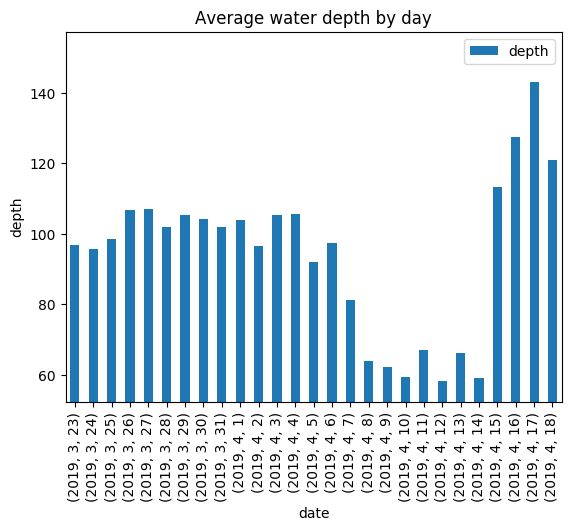 Average water depth by day
depth
140
120
100
80
60
depth
(2019, 3, 23)
(2019, 3, 24)
(2019, 3, 25)
(2019, 3, 26)
(2019, 3, 27)
(2019, 3, 28)
(2019, 3, 29)
(2019, 3, 30)
(2019, 3, 31)
(2019, 4, 1)
(2019, 4, 2)
(2019, 4, 3)
(2019, 4, 4)
(2019, 4, 5)
(2019, 4, 6)
(2019, 4, 7)
(2019, 4, 8)
(2019, 4, 9)
(2019, 4, 10)
(2019, 4, 11)
(2019, 4, 12)
(2019, 4, 13)
(2019, 4, 14)
(2019, 4, 15)
(2019, 4, 16)
(2019, 4, 17)
(2019, 4, 18)
date